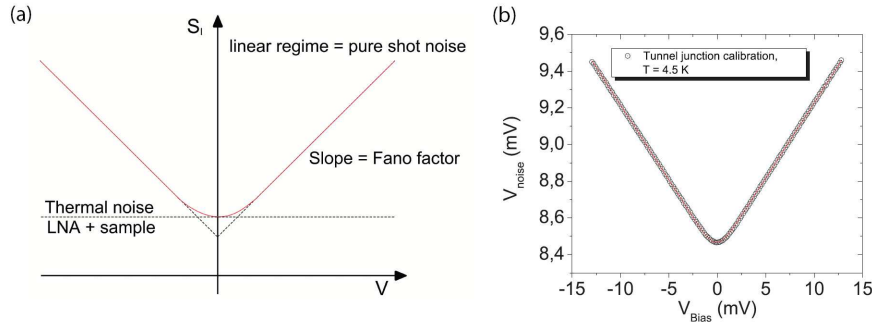 (a)
S_I
linear regime = pure shot noise
Slope = Fano factor
Thermal noise
LNA + sample
V
(b)
9,6
9,4
9,2
9,0
8,8
8,6
8,4
V_noise (mV)
Tunnel junction calibration,
T = 4.5 K
-15 -10 -5 0 5 10 15
V_Bias (mV)